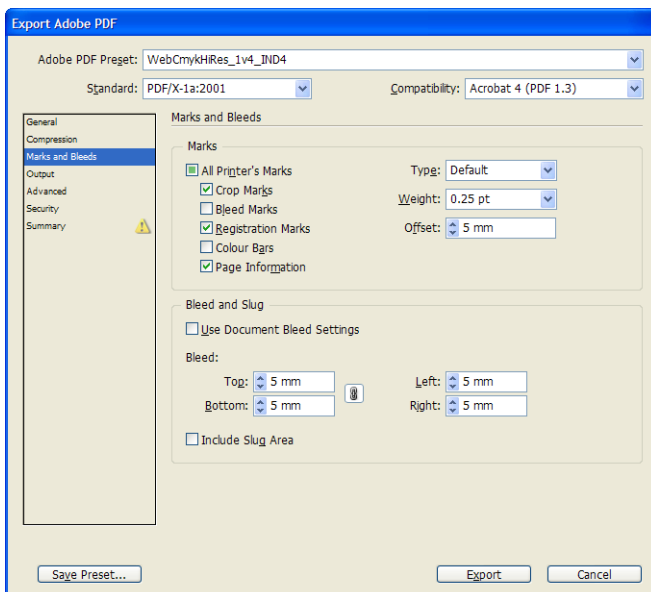 Export Adobe PDF
Adobe PDF Preset: WebCmykHiRes_1v4_IND4
Standard: PDF/X-1a:2001 Compatibility: Acrobat 4 (PDF 1.3)
General
Compression
Marks and Bleeds
Output
Advanced
Security
Summary
Marks and Bleeds
Marks
All Printer's Marks
Crop Marks
Bleed Marks
Registration Marks
Colour Bars
Page Information
Type: Default
Weight: 0.25 pt
Offset: 5 mm
Bleed and Slug
Use Document Bleed Settings
Bleed:
Top: 5 mm Left: 5 mm
Bottom: 5 mm Right: 5 mm
Include Slug Area
Save Preset... Export Cancel